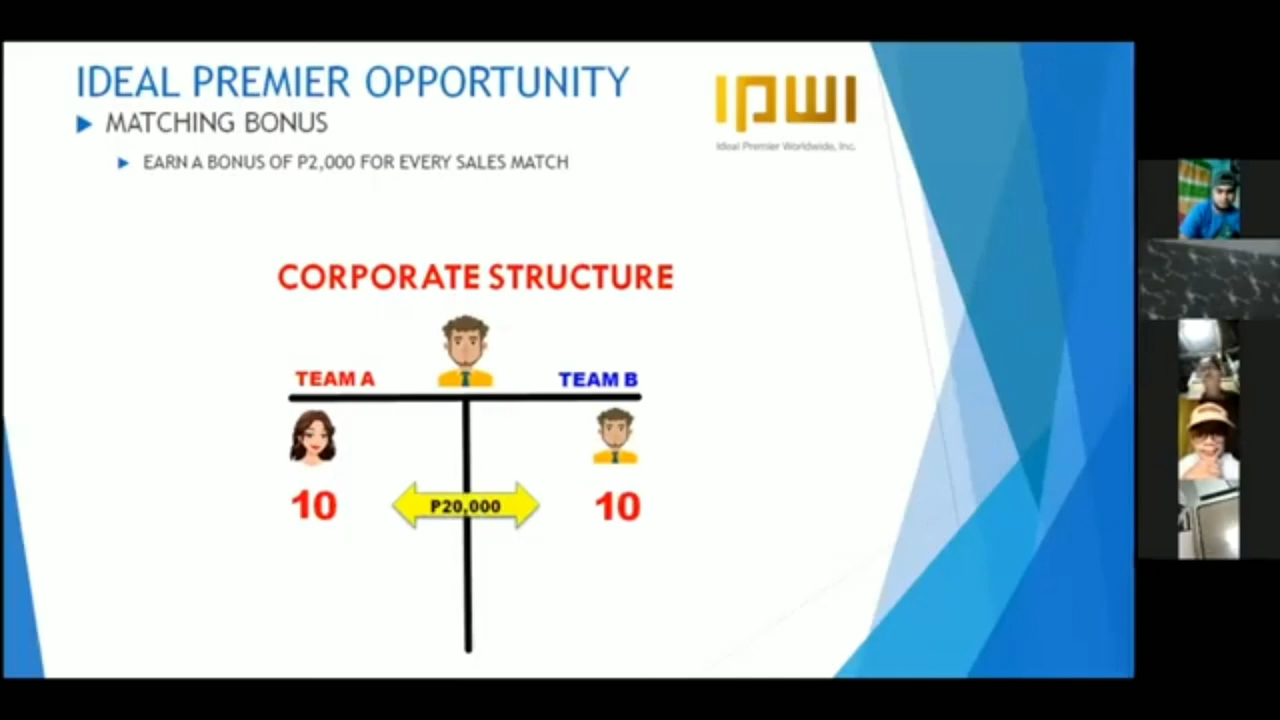 IDEAL PREMIER OPPORTUNITY
MATCHING BONUS
EARN A BONUS OF P2,000 FOR EVERY SALES MATCH
IPWI
Ideal Premier Worldwide, Inc.
CORPORATE STRUCTURE
TEAM A
TEAM B
10
P20,000
10